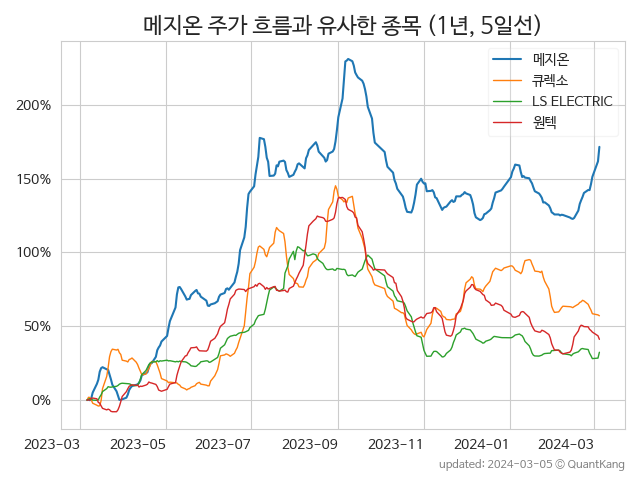 메지온 주가 흐름과 유사한 종목 (1년, 5일선)
메지온
큐렉소
LS ELECTRIC
원텍
200%
150%
100%
50%
0%
2023-03 2023-05 2023-07 2023-09 2023-11 2024-01 2024-03
updated: 2024-03-05 © QuantKang